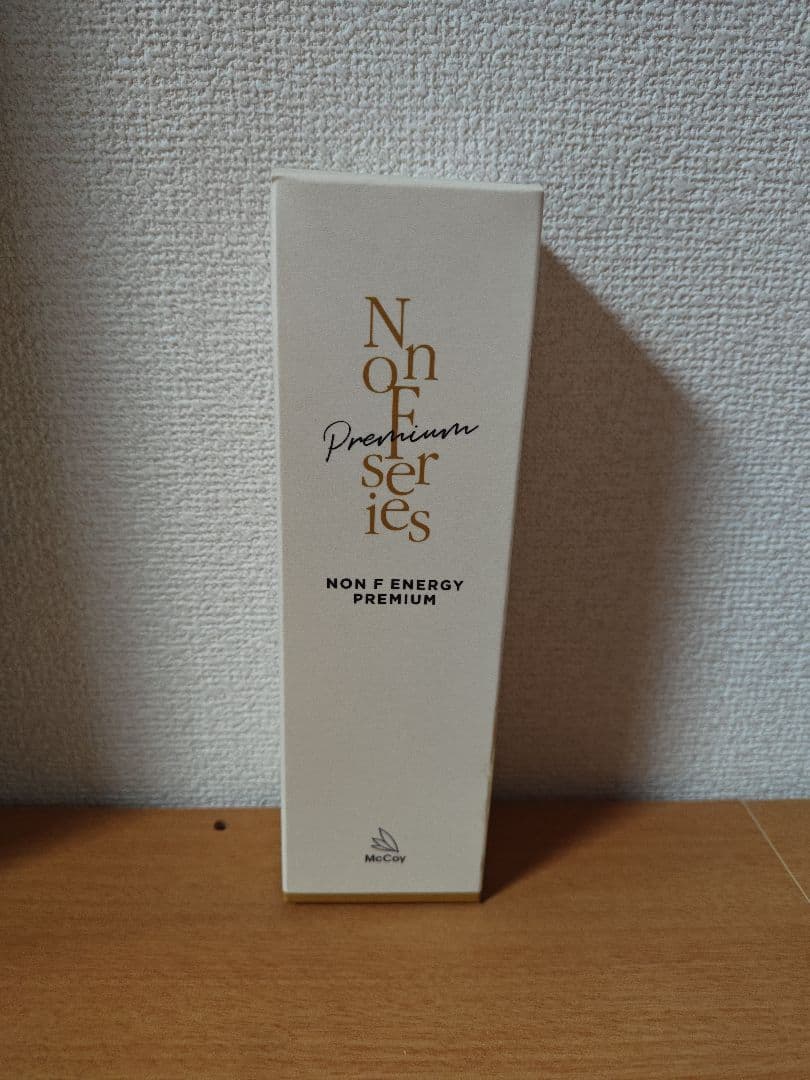 Non
F
Premium
series
NON F ENERGY
PREMIUM
McCoy